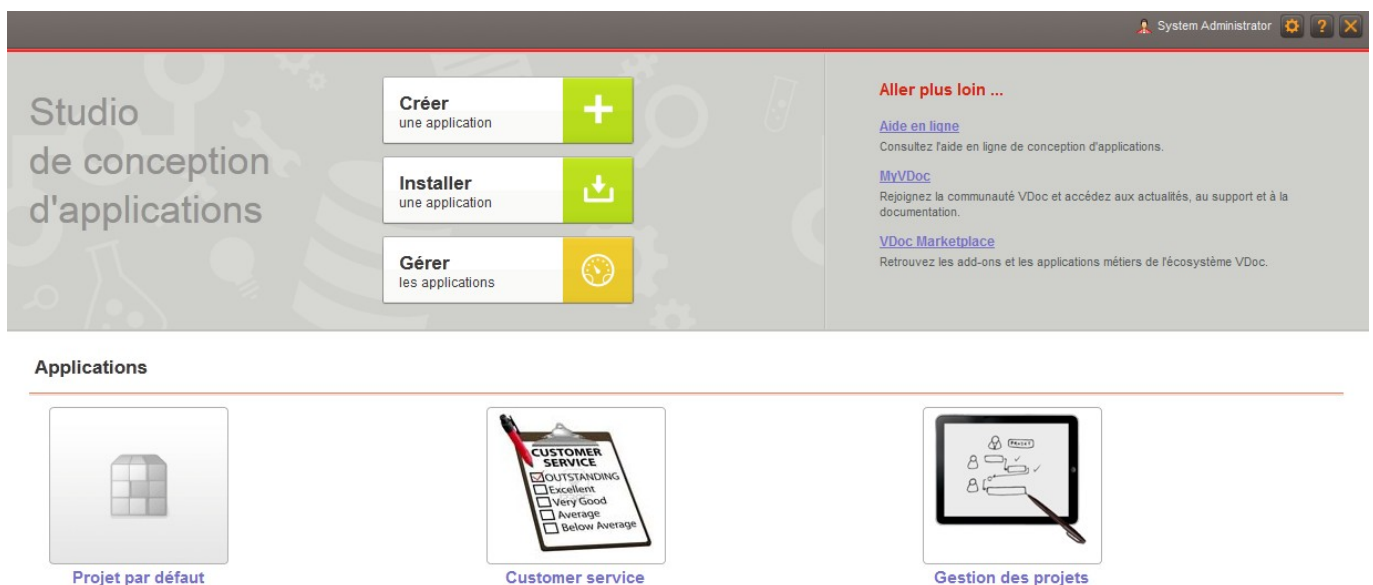 System Administrator
?
Studio
de conception
d'applications
Créer
une application
Installer
une application
Gérer
les applications
Aller plus loin ...
Aide en ligne
Consultez l'aide en ligne de conception d'applications.
MyVDoc
Rejoignez la communauté VDoc et accédez aux actualités, au support et à la
documentation.
VDoc Marketplace
Retrouvez les add-ons et les applications métiers de l'écosystème VDoc.
Applications
CUSTOMER
SERVICE
OUTSTANDING
Excellent
Very Good
Average
Below Average
PROJET
Projet par défaut
Customer service
Gestion des projets